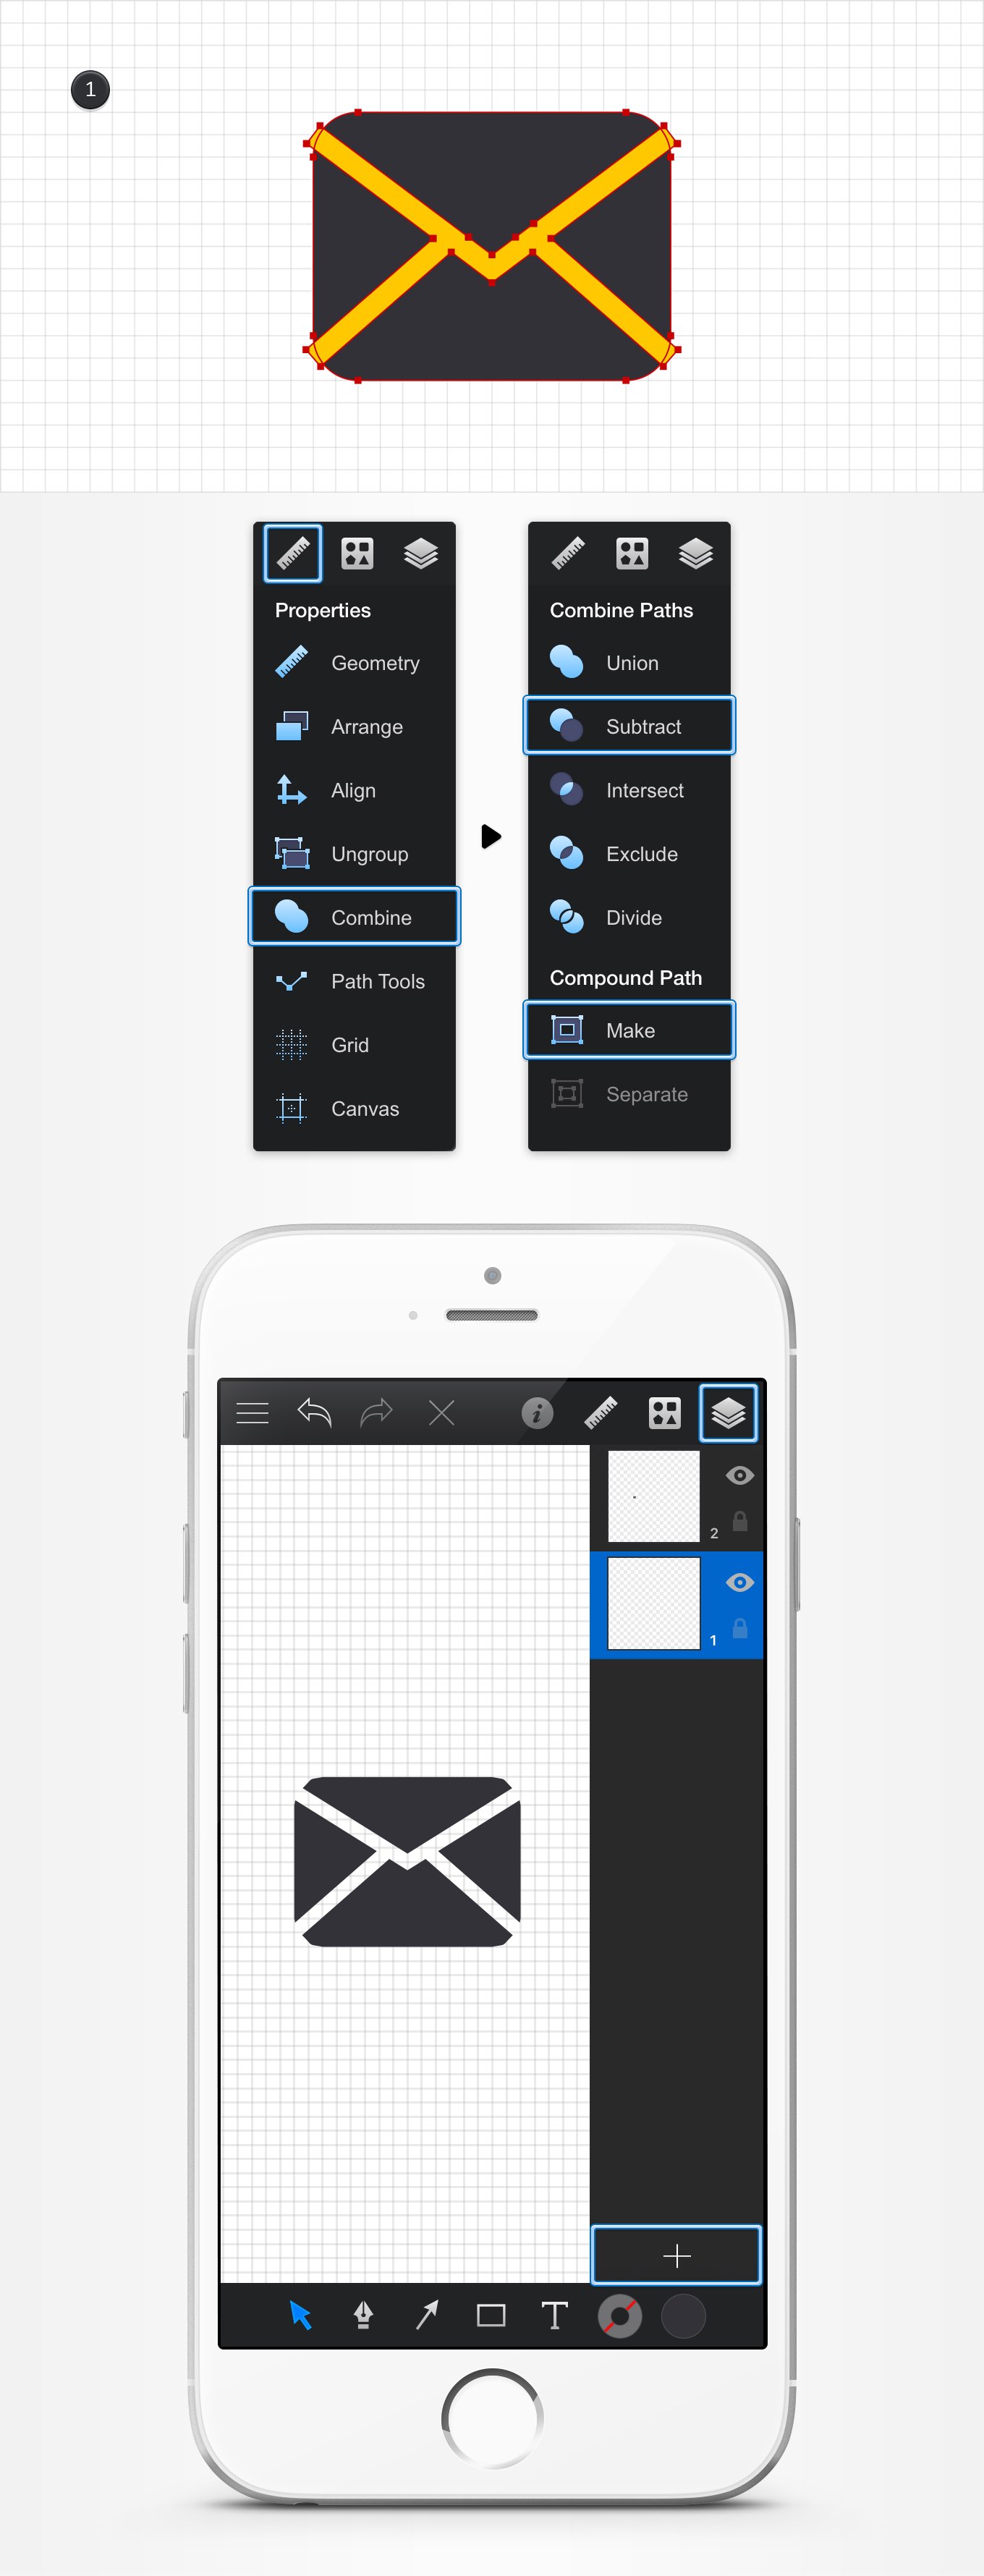 1
Properties
Geometry
Arrange
Align
Ungroup
Combine
Path Tools
Grid
Canvas
Combine Paths
Union
Subtract
Intersect
Exclude
Divide
Compound Path
Make
Separate
i
2
1
T